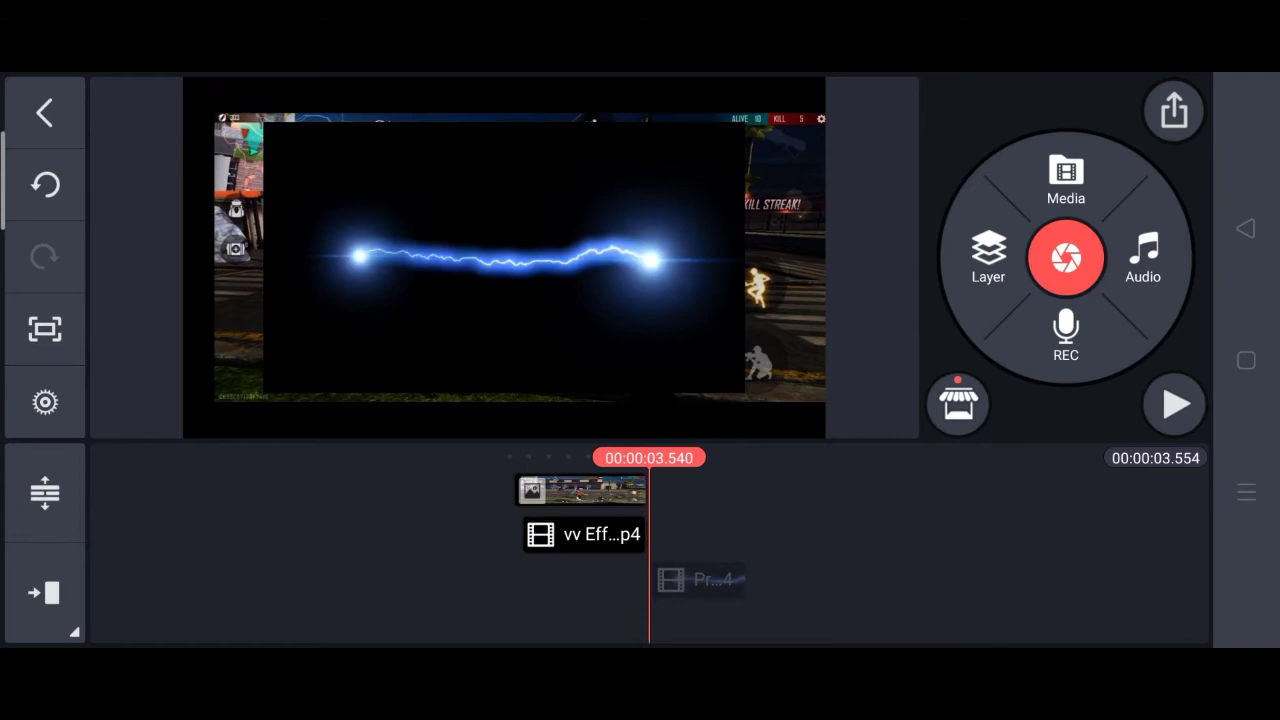 ALIVE 10 KILL 5
KILL STREAK!
Media
Layer
Audio
REC
00:00:03.540
00:00:03.554
vv Eff...p4
Pr...4